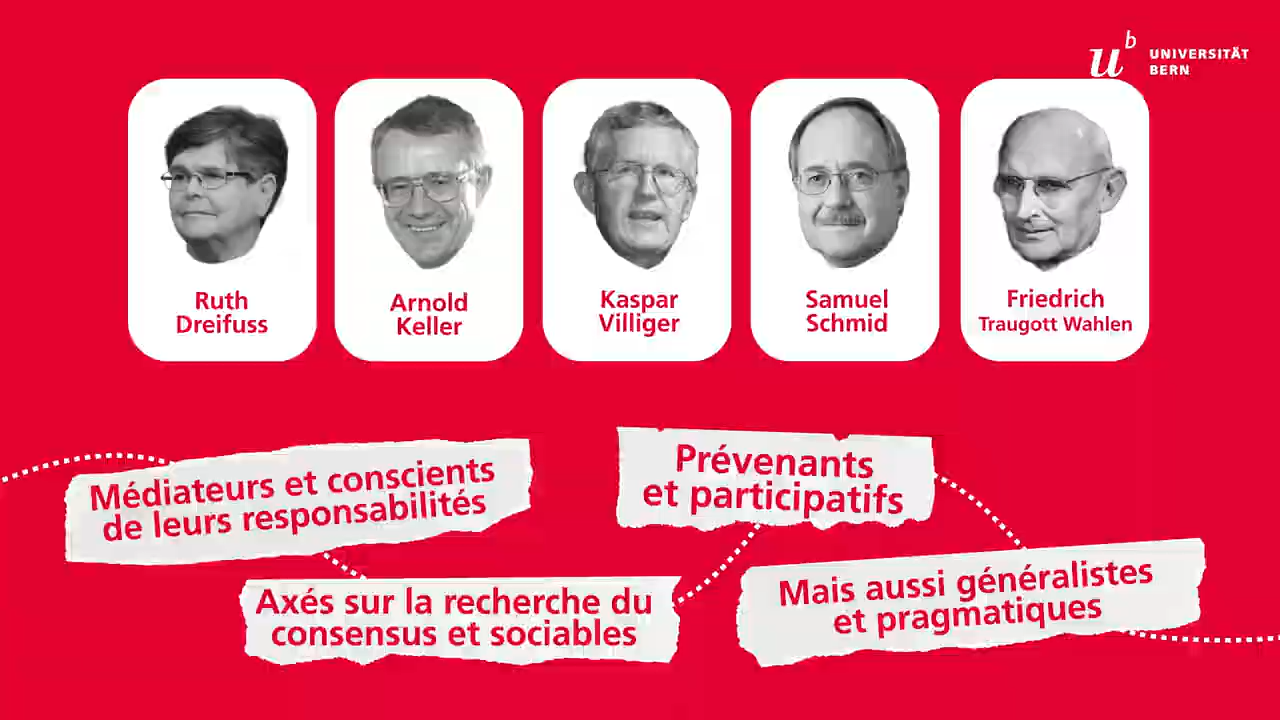 u^b UNIVERSITÄT
BERN
Ruth
Dreifuss
Arnold
Keller
Kaspar
Villiger
Samuel
Schmid
Friedrich
Traugott Wahlen
Médiateurs et conscients
de leurs responsabilités
Prévenants
et participatifs
Axés sur la recherche du
consensus et sociables
Mais aussi généralistes
et pragmatiques